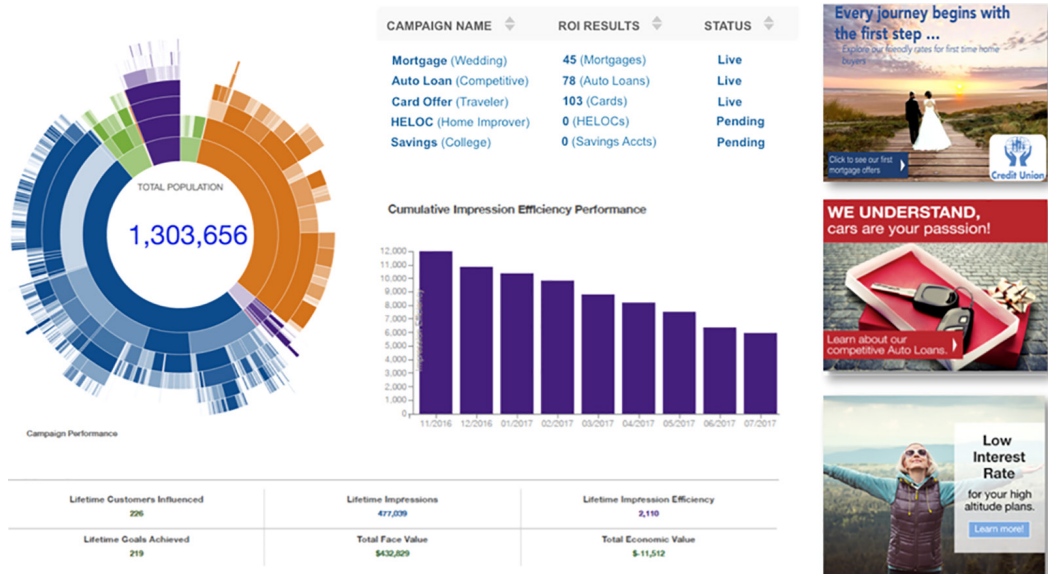 CAMPAIGN NAME ROI RESULTS STATUS
Mortgage (Wedding) 45 (Mortgages) Live
Auto Loan (Competitive) 78 (Auto Loans) Live
Card Offer (Traveler) 103 (Cards) Live
HELOC (Home Improver) 0 (HELOCs) Pending
Savings (College) 0 (Savings Accts) Pending
TOTAL POPULATION
1,303,656
Campaign Performance
Cumulative Impression Efficiency Performance
12,000
11,000
10,000
9,000
8,000
7,000
6,000
5,000
4,000
3,000
2,000
1,000
0
11/2016 12/2016 01/2017 02/2017 03/2017 04/2017 05/2017 06/2017 07/2017
Lifetime Customers Influenced
226
Lifetime Impressions
477,039
Lifetime Impression Efficiency
2,110
Lifetime Goals Achieved
219
Total Face Value
$432,829
Total Economic Value
$-11,512
Every journey begins with
the first step ...
Explore our friendly rates for first time home
buyers
Click to see our first
mortgage offers
Credit Union
WE UNDERSTAND,
cars are your passsion!
Learn about our
competitive Auto Loans.
Low
Interest
Rate
for your high
altitude plans.
Learn more!